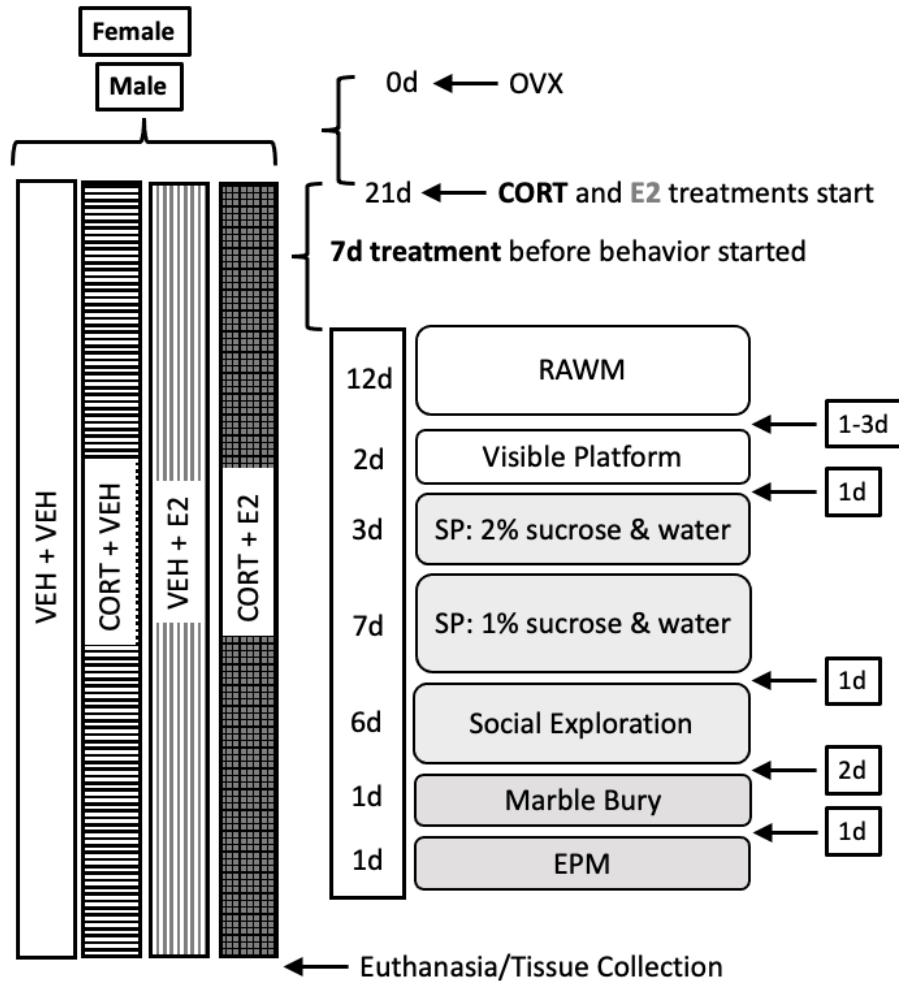 Female
Male
0d
OVX
21d
CORT and E2 treatments start
7d treatment before behavior started
VEH + VEH
CORT + VEH
VEH + E2
CORT + E2
12d
RAWM
1-3d
2d
Visible Platform
1d
3d
SP: 2% sucrose & water
7d
SP: 1% sucrose & water
1d
6d
Social Exploration
2d
1d
Marble Bury
1d
1d
EPM
Euthanasia/Tissue Collection